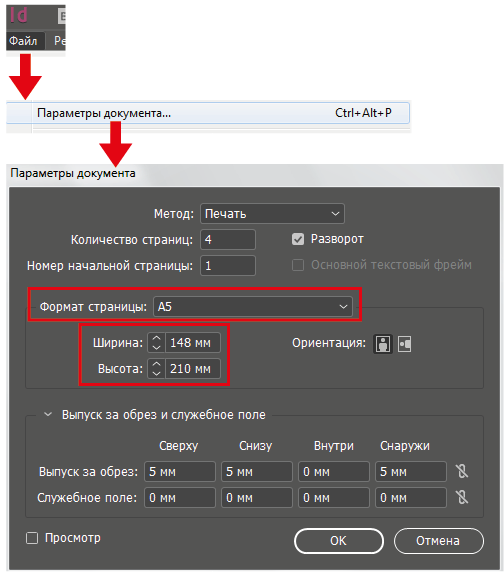 Id
Файл
Параметры документа... Ctrl+Alt+P
Параметры документа
Метод: Печать
Количество страниц: 4 Разворот
Номер начальной страницы: 1 Основной текстовый фрейм
Формат страницы: A5
Ширина: 148 мм Ориентация:
Высота: 210 мм
Выпуск за обрез и служебное поле
Сверху Снизу Внутри Снаружи
Выпуск за обрез: 5 мм 5 мм 0 мм 5 мм
Служебное поле: 0 мм 0 мм 0 мм 0 мм
Просмотр OK Отмена